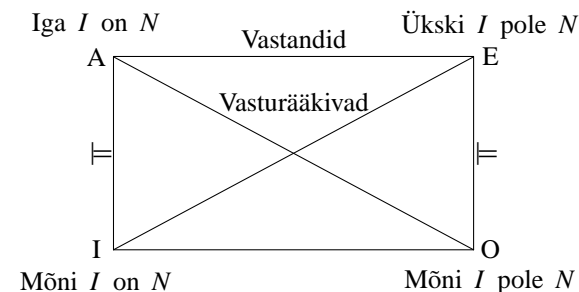 Iga I on N Ükski I pole N
A Vastandid E
Vasturääkivad
⊨ ⊨
I O
Mõni I on N Mõni I pole N